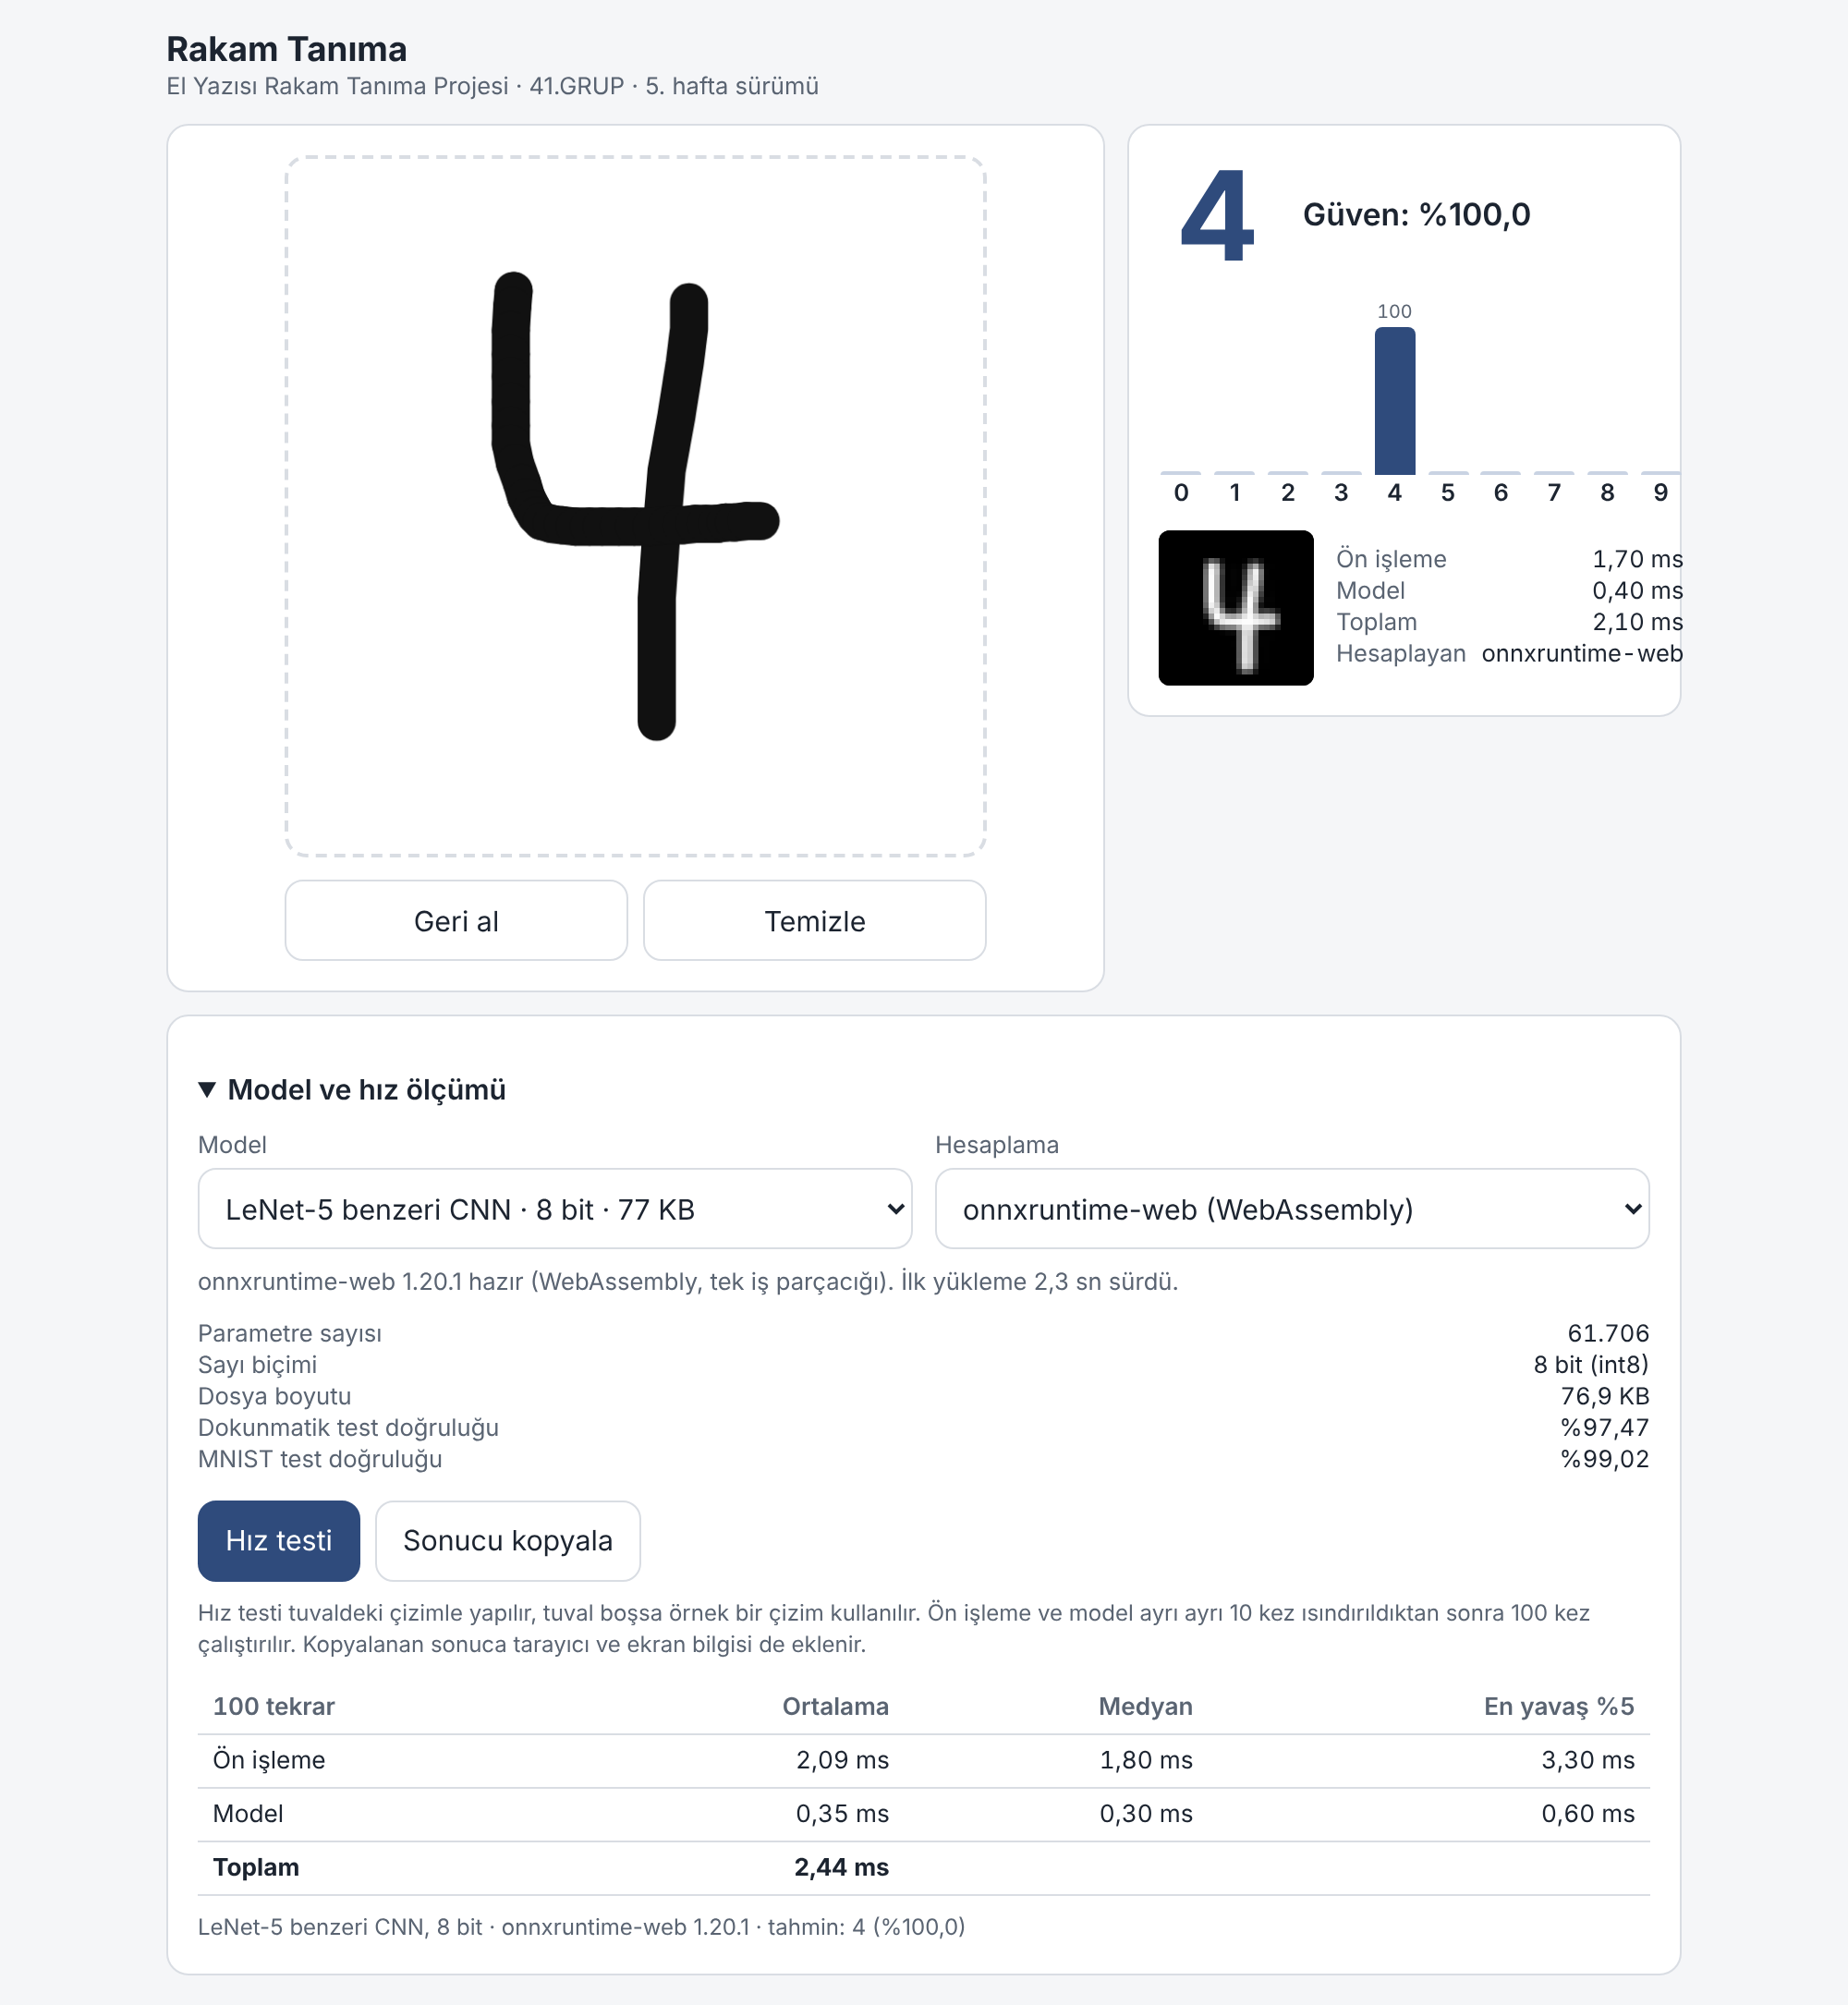 Rakam Tanıma
El Yazısı Rakam Tanıma Projesi · 41.GRUP · 5. hafta sürümü
4
Geri al Temizle
4 Güven: %100,0
100
0 1 2 3 4 5 6 7 8 9
4
Ön işleme 1,70 ms
Model 0,40 ms
Toplam 2,10 ms
Hesaplayan onnxruntime-web
▼ Model ve hız ölçümü
Model Hesaplama
LeNet-5 benzeri CNN · 8 bit · 77 KB onnxruntime-web (WebAssembly)
onnxruntime-web 1.20.1 hazır (WebAssembly, tek iş parçacığı). İlk yükleme 2,3 sn sürdü.
Parametre sayısı 61.706
Sayı biçimi 8 bit (int8)
Dosya boyutu 76,9 KB
Dokunmatik test doğruluğu %97,47
MNIST test doğruluğu %99,02
Hız testi Sonucu kopyala
Hız testi tuvaldeki çizimle yapılır, tuval boşsa örnek bir çizim kullanılır. Ön işleme ve model ayrı ayrı 10 kez ısındırıldıktan sonra 100 kez
çalıştırılır. Kopyalanan sonuca tarayıcı ve ekran bilgisi de eklenir.
100 tekrar Ortalama Medyan En yavaş %5
Ön işleme 2,09 ms 1,80 ms 3,30 ms
Model 0,35 ms 0,30 ms 0,60 ms
Toplam 2,44 ms
LeNet-5 benzeri CNN, 8 bit · onnxruntime-web 1.20.1 · tahmin: 4 (%100,0)